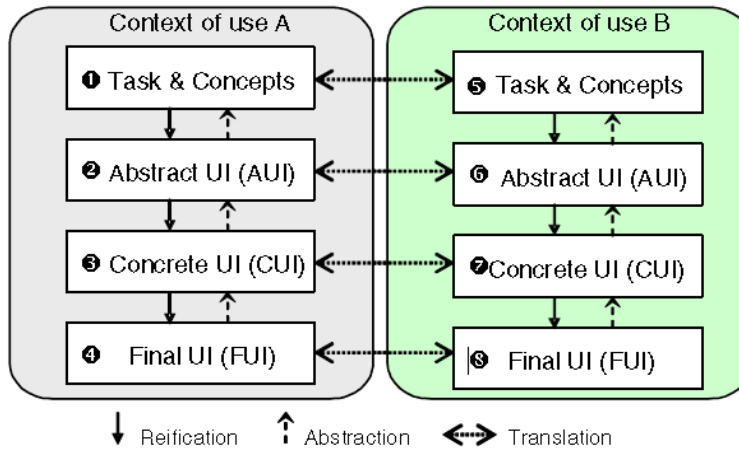 Context of use A
❶ Task & Concepts
❷ Abstract UI (AUI)
❸ Concrete UI (CUI)
❹ Final UI (FUI)
Context of use B
❺ Task & Concepts
❻ Abstract UI (AUI)
❼Concrete UI (CUI)
❽ Final UI (FUI)
Reification
Abstraction
Translation